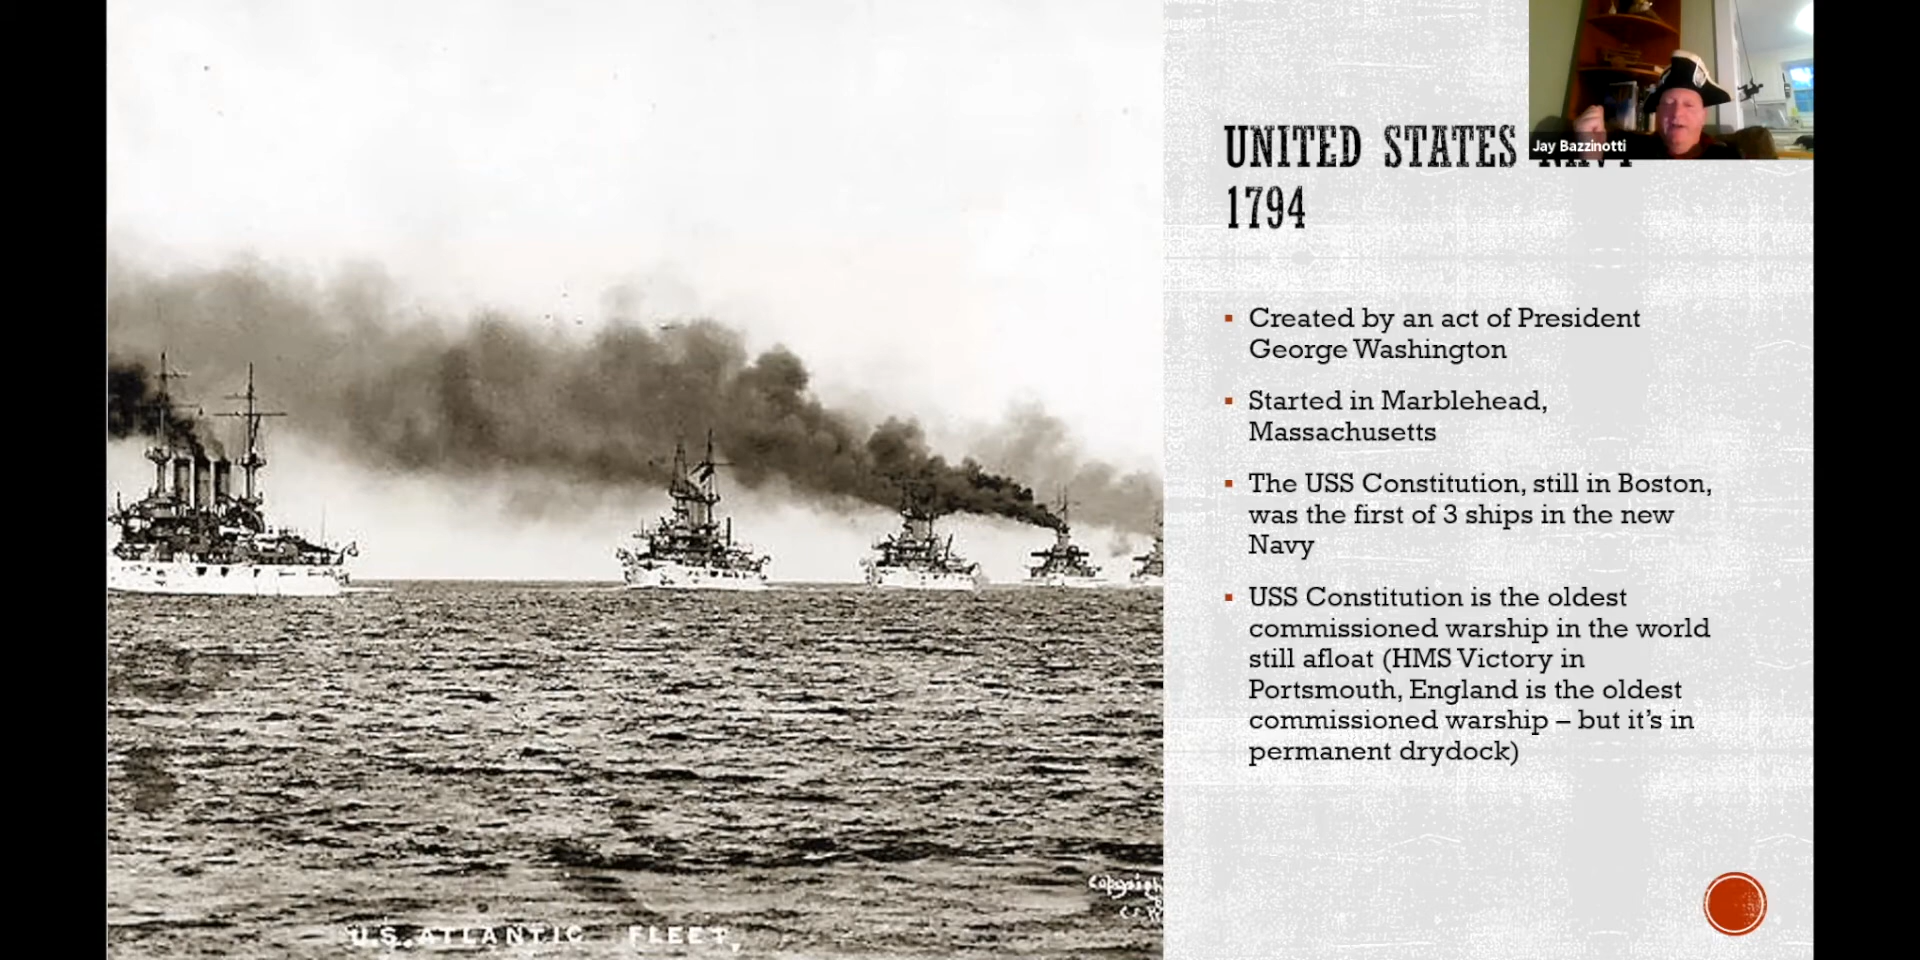 UNITED STATES
1794
Jay Bazzinotti
Created by an act of President
George Washington
Started in Marblehead,
Massachusetts
The USS Constitution, still in Boston,
was the first of 3 ships in the new
Navy
USS Constitution is the oldest
commissioned warship in the world
still afloat (HMS Victory in
Portsmouth, England is the oldest
commissioned warship – but it's in
permanent drydock)
U.S. ATLANTIC FLEET,